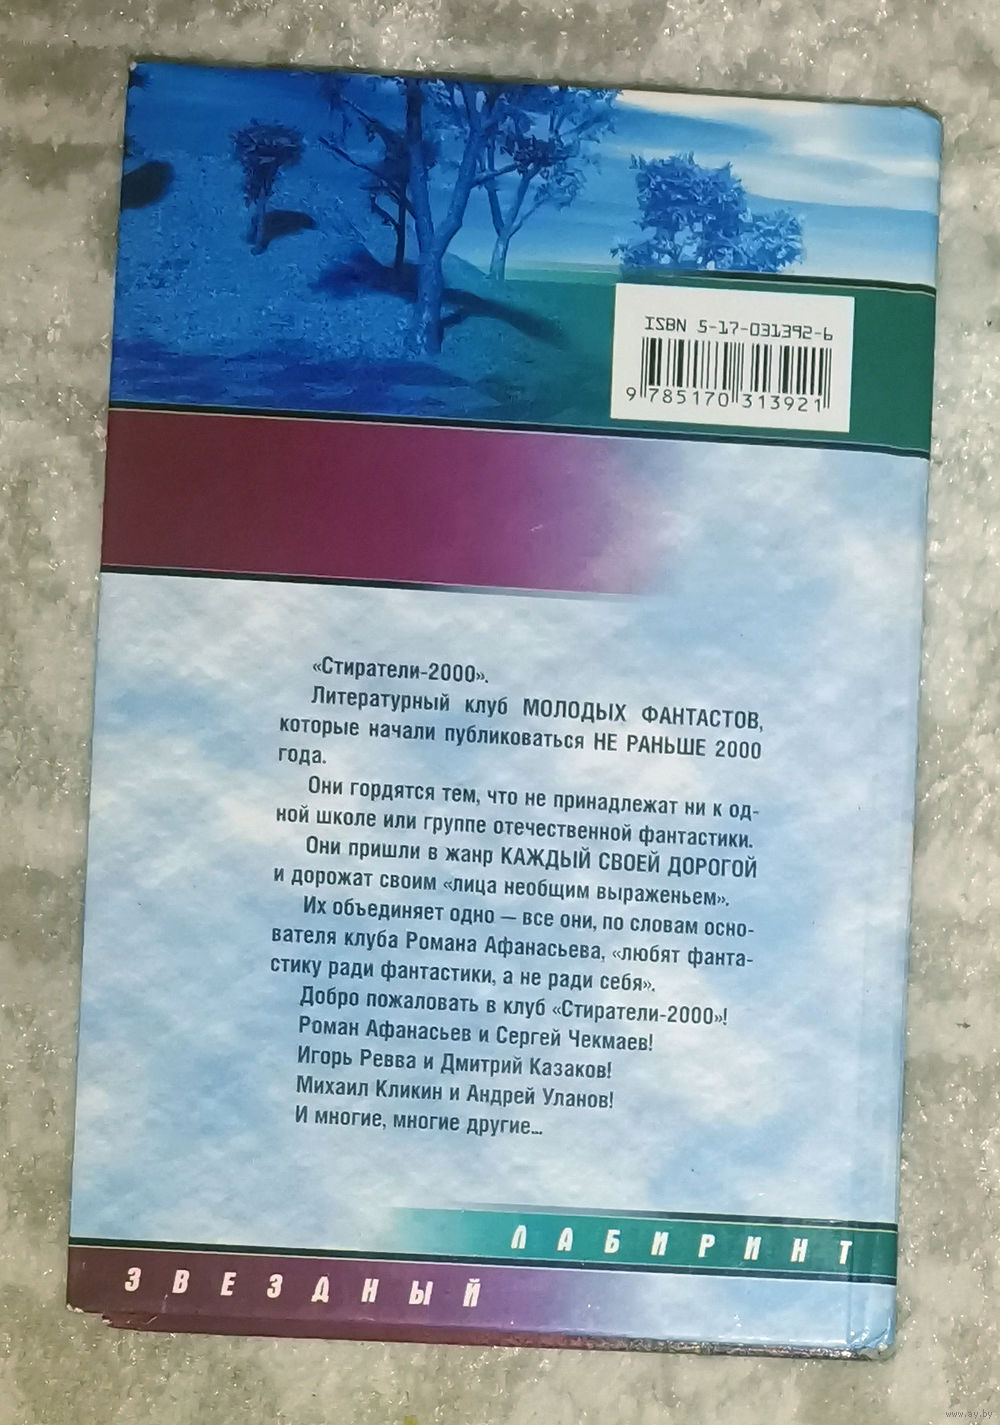 ISBN 5-17-031392-6
9 785170 313921
«Стиратели-2000».
Литературный клуб МОЛОДЫХ ФАНТАСТОВ,
которые начали публиковаться НЕ РАНЬШЕ 2000
года.
Они гордятся тем, что не принадлежат ни к од-
ной школе или группе отечественной фантастики.
Они пришли в жанр КАЖДЫЙ СВОЕЙ ДОРОГОЙ
и дорожат своим «лица необщим выраженьем».
Их объединяет одно — все они, по словам осно-
вателя клуба Романа Афанасьева, «любят фанта-
стику ради фантастики, а не ради себя».
Добро пожаловать в клуб «Стиратели-2000»!
Роман Афанасьев и Сергей Чекмаев!
Игорь Ревва и Дмитрий Казаков!
Михаил Кликин и Андрей Уланов!
И многие, многие другие...
ЛАБИРИНТ
ЗВЕЗДНЫЙ
www.ay.by